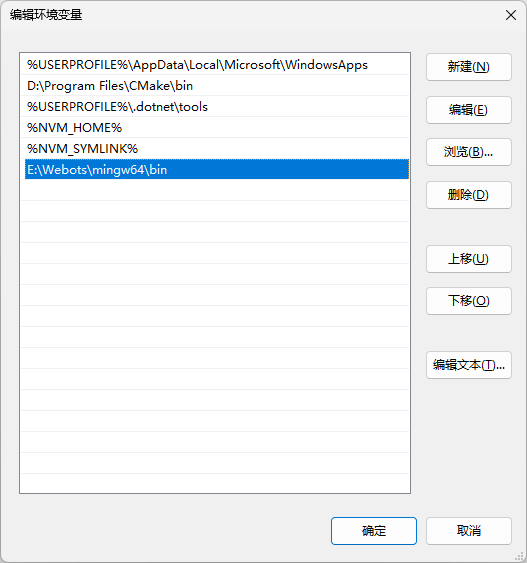 编辑环境变量
%USERPROFILE%\AppData\Local\Microsoft\WindowsApps
D:\Program Files\CMake\bin
%USERPROFILE%\.dotnet\tools
%NVM_HOME%
%NVM_SYMLINK%
E:\Webots\mingw64\bin
新建(N)
编辑(E)
浏览(B)...
删除(D)
上移(U)
下移(O)
编辑文本(T)...
确定
取消